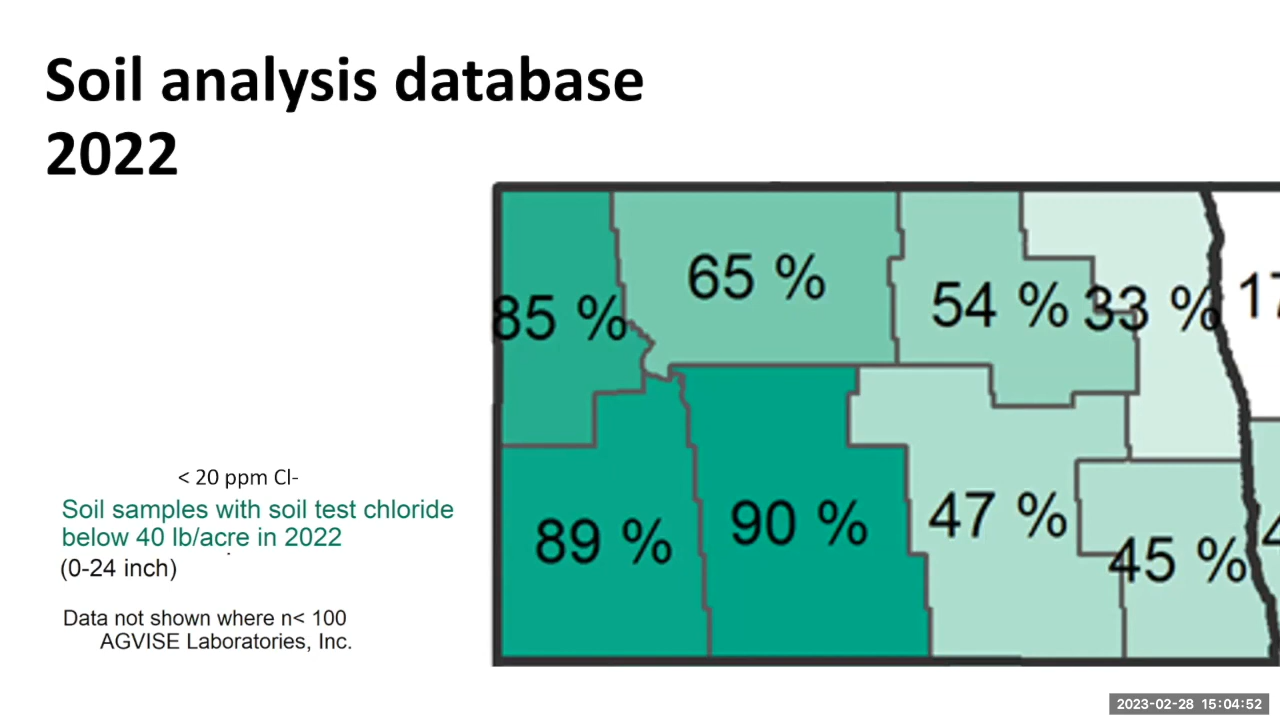 Soil analysis database
2022
65 %
85 %
54 %
33 %
17
89 %
90 %
47 %
45 %
4
< 20 ppm Cl-
Soil samples with soil test chloride
below 40 lb/acre in 2022
(0-24 inch)
Data not shown where n< 100
AGVISE Laboratories, Inc.
2023-02-28 15:04:52